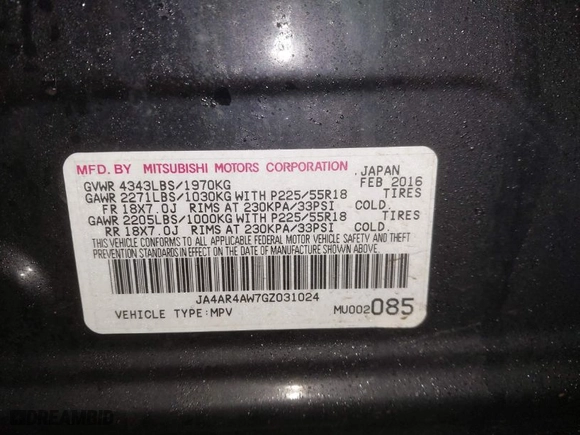 MFD. BY MITSUBISHI MOTORS CORPORATION JAPAN
GVWR 4343LBS/1970KG FEB 2016
GAWR 2271LBS/1030KG WITH P225/55R18 TIRES
FR 18X7.0J RIMS AT 230KPA/33PSI COLD.
GAWR 2205LBS/1000KG WITH P225/55R18 TIRES
RR 18X7.0J RIMS AT 230KPA/33PSI COLD.
THIS VEHICLE CONFORMS TO ALL APPLICABLE FEDERAL MOTOR VEHICLE SAFETY AND THEFT
PREVENTION STANDARDS IN EFFECT ON THE DATE OF MANUFACTURE SHOWN ABOVE.
JA4AR4AW7GZ031024
VEHICLE TYPE:MPV MU002085